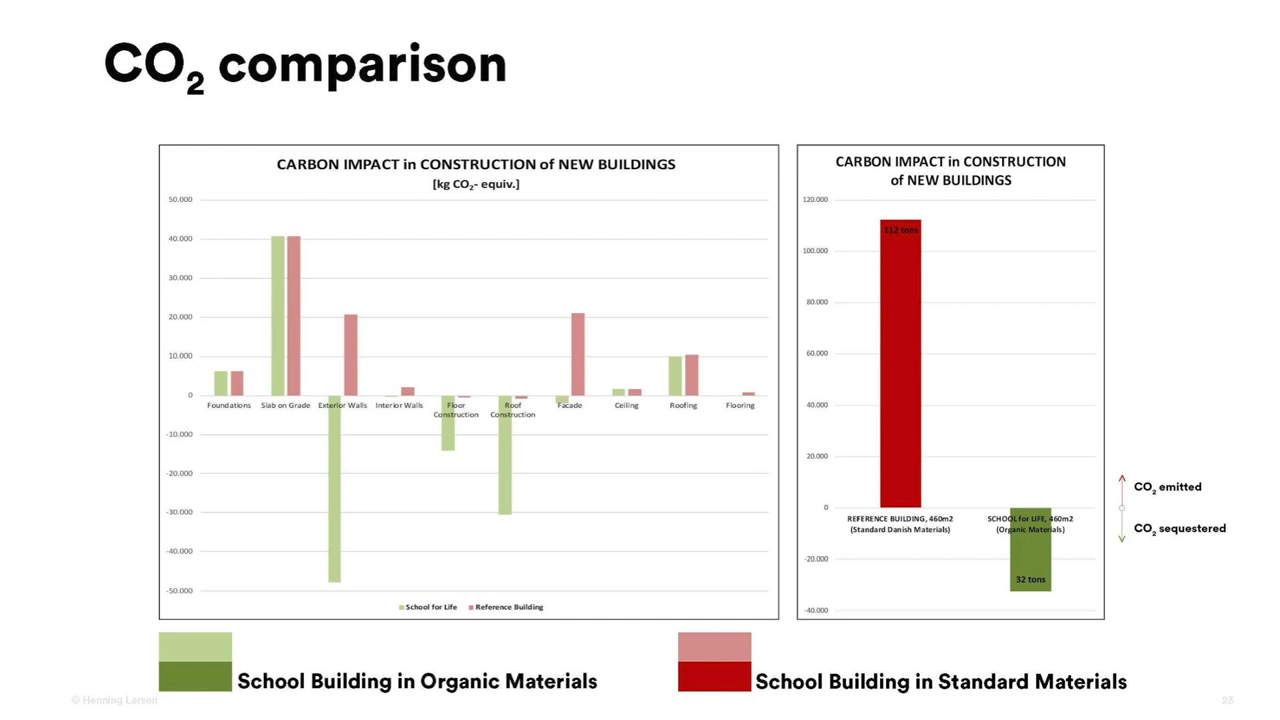 CO₂ comparison
CARBON IMPACT in CONSTRUCTION of NEW BUILDINGS
[kg CO₂- equiv.]
50.000
40.000
30.000
20.000
10.000
0
-10.000
-20.000
-30.000
-40.000
-50.000
Foundations
Slab on Grade
Exterior Walls
Interior Walls
Floor
Construction
Roof
Construction
Facade
Ceiling
Roofing
Flooring
School for Life
Reference Building
CARBON IMPACT in CONSTRUCTION
of NEW BUILDINGS
120.000
100.000
80.000
60.000
40.000
20.000
0
-20.000
-40.000
112 tons
REFERENCE BUILDING, 460m2
(Standard Danish Materials)
SCHOOL for LIFE, 460m2
(Organic Materials)
32 tons
CO₂ emitted
CO₂ sequestered
School Building in Organic Materials
School Building in Standard Materials
© Henning Larsen
23